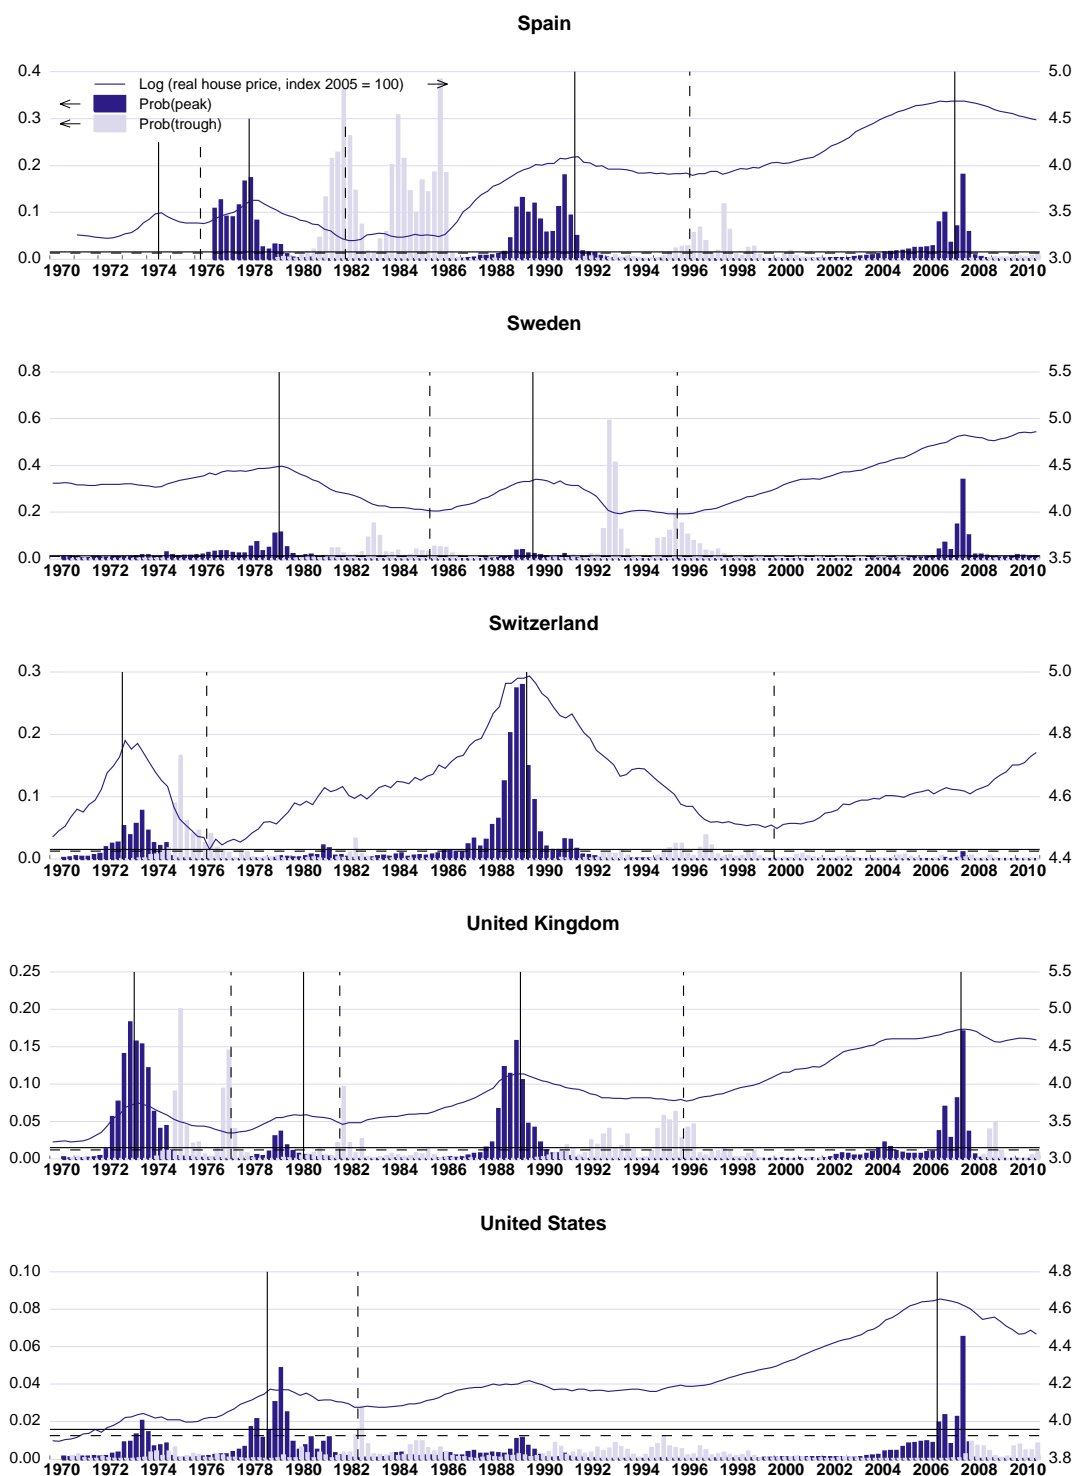 Spain
0.4 5.0
Log (real house price, index 2005 = 100)
Prob(peak)
Prob(trough)
0.3 4.5
0.2 4.0
0.1 3.5
0.0 3.0
1970 1972 1974 1976 1978 1980 1982 1984 1986 1988 1990 1992 1994 1996 1998 2000 2002 2004 2006 2008 2010
Sweden
0.8 5.5
0.6 5.0
0.4 4.5
0.2 4.0
0.0 3.5
1970 1972 1974 1976 1978 1980 1982 1984 1986 1988 1990 1992 1994 1996 1998 2000 2002 2004 2006 2008 2010
Switzerland
0.3 5.0
0.2 4.8
0.1 4.6
0.0 4.4
1970 1972 1974 1976 1978 1980 1982 1984 1986 1988 1990 1992 1994 1996 1998 2000 2002 2004 2006 2008 2010
United Kingdom
0.25 5.5
0.20 5.0
0.15 4.5
0.10 4.0
0.05 3.5
0.00 3.0
1970 1972 1974 1976 1978 1980 1982 1984 1986 1988 1990 1992 1994 1996 1998 2000 2002 2004 2006 2008 2010
United States
0.10 4.8
0.08 4.6
0.06 4.4
0.04 4.2
0.02 4.0
0.00 3.8
1970 1972 1974 1976 1978 1980 1982 1984 1986 1988 1990 1992 1994 1996 1998 2000 2002 2004 2006 2008 2010